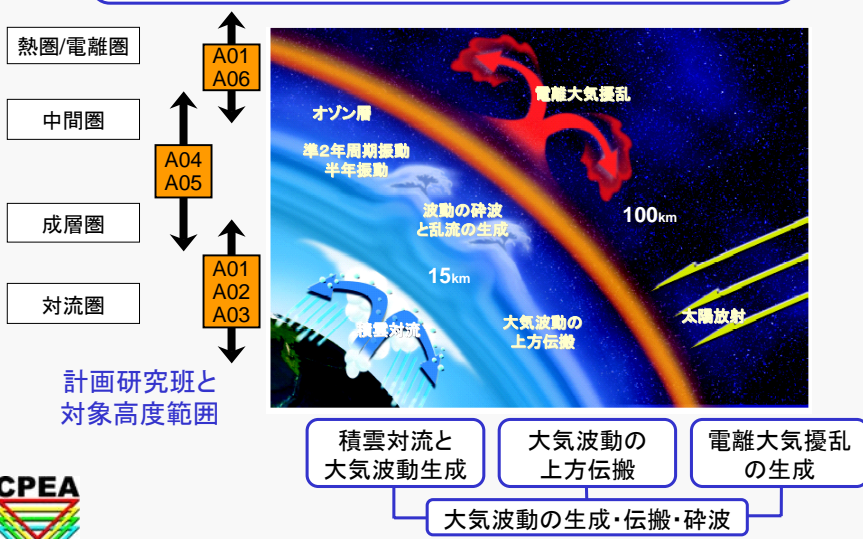 熱圏/電離圏
中間圏
成層圏
対流圏
A01
A06
A04
A05
A01
A02
A03
計画研究班と
対象高度範囲
オゾン層
準2年周期振動
半年振動
電離大気擾乱
波動の砕波
と乱流の生成
100km
15km
積雲対流
大気波動の
上方伝搬
太陽放射
積雲対流と
大気波動生成
大気波動の
上方伝搬
電離大気擾乱
の生成
大気波動の生成・伝搬・砕波
CPEA